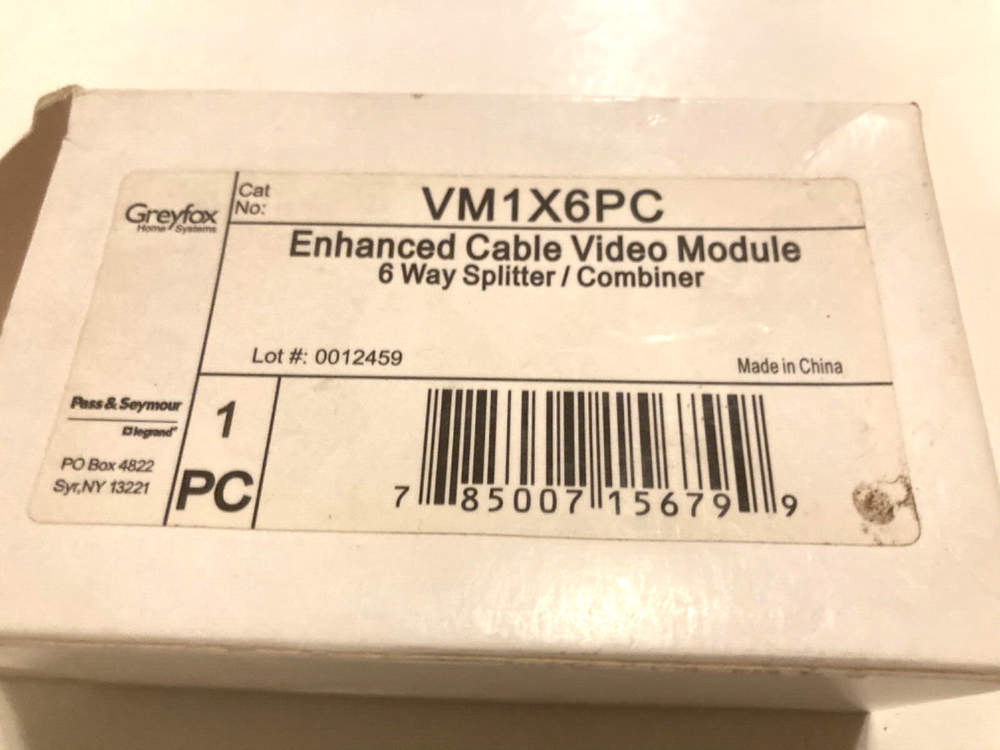 Greyfox
Home Systems
Cat
No:
VM1X6PC
Enhanced Cable Video Module
6 Way Splitter / Combiner
Lot #: 0012459
Made in China
Pass & Seymour
legrand®
PO Box 4822
Syr,NY 13221
1
PC
7 85007 15679 9